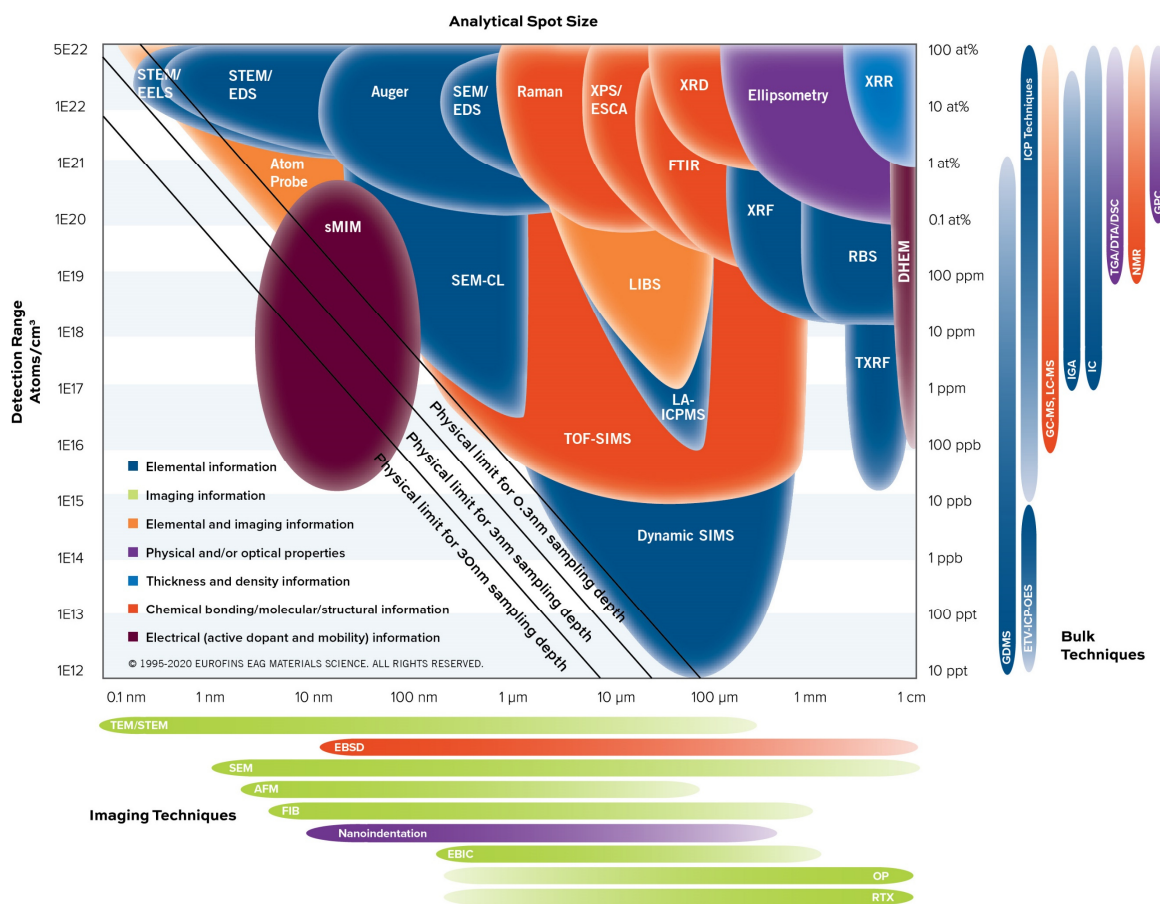 Analytical Spot Size
Detection Range
Atoms/cm³
5E22
1E22
1E21
1E20
1E19
1E18
1E17
1E16
1E15
1E14
1E13
1E12
100 at%
10 at%
1 at%
0.1 at%
100 ppm
10 ppm
1 ppm
100 ppb
10 ppb
1 ppb
100 ppt
10 ppt
STEM/
EELS
STEM/
EDS
Auger
SEM/
EDS
Raman
XPS/
ESCA
XRD
Ellipsometry
XRR
Atom
Probe
FTIR
sMIM
SEM-CL
LIBS
XRF
RBS
DHEM
LA-
ICPMS
TXRF
TOF-SIMS
Dynamic SIMS
Physical limit for 0.3nm sampling depth
Physical limit for 3nm sampling depth
Physical limit for 30nm sampling depth
Elemental information
Imaging information
Elemental and imaging information
Physical and/or optical properties
Thickness and density information
Chemical bonding/molecular/structural information
Electrical (active dopant and mobility) information
© 1995-2020 EUROFINS EAG MATERIALS SCIENCE. ALL RIGHTS RESERVED.
0.1 nm
1 nm
10 nm
100 nm
1 µm
10 µm
100 µm
1 mm
1 cm
GDMS
ICP Techniques
ETV-ICP-OES
GC-MS, LC-MS
IGA
IC
TGA/DTA/DSC
NMR
GPC
Bulk
Techniques
Imaging Techniques
TEM/STEM
EBSD
SEM
AFM
FIB
Nanoindentation
EBIC
OP
RTX